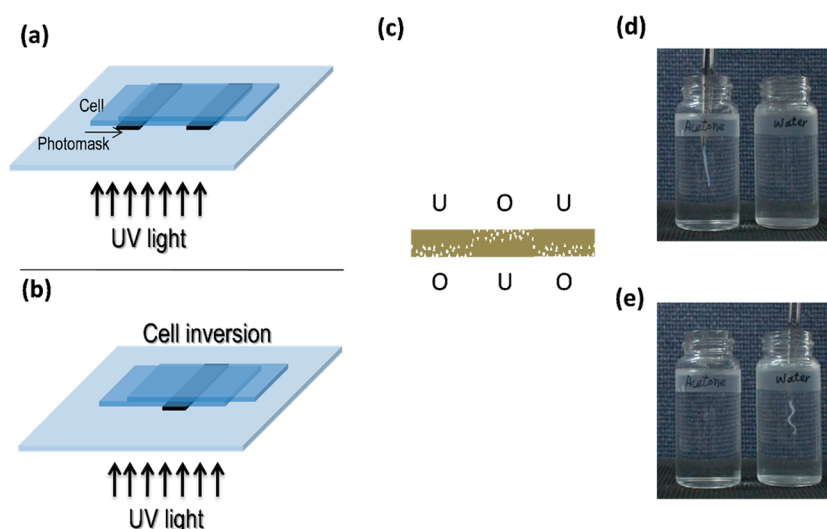 (a)
Cell
Photomask
UV light
(b)
Cell inversion
UV light
(c)
U O U
O U O
(d)
Acetone
Water
(e)
Acetone
Water